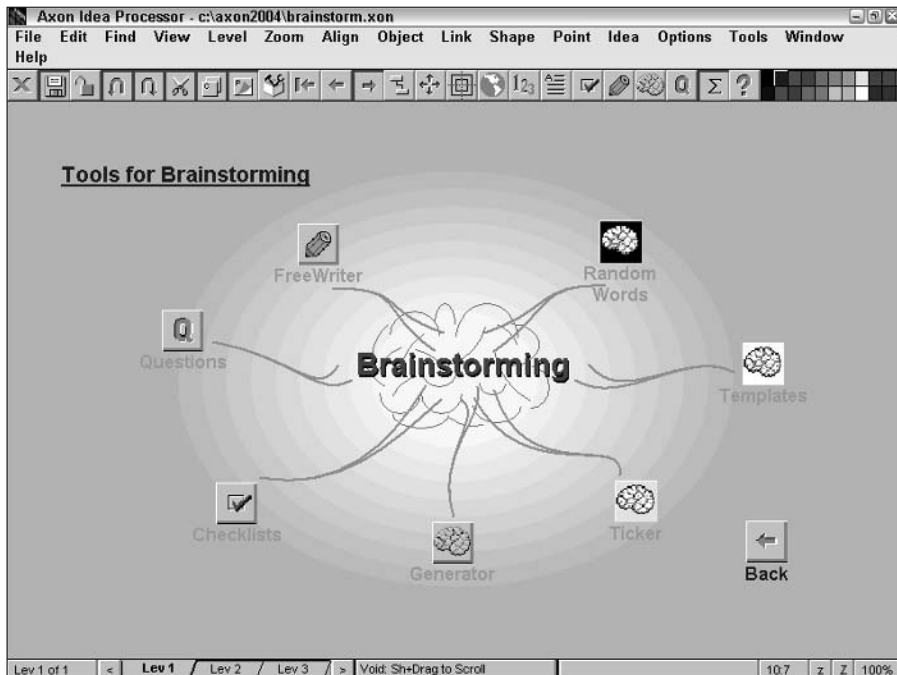 Axon Idea Processor - c:\axon2004\brainstorm.xon
File Edit Find View Level Zoom Align Object Link Shape Point Idea Options Tools Window
Help
123
Q Σ ?
Tools for Brainstorming
FreeWriter
Random
Words
Q
Questions
Brainstorming
Templates
Checklists
Ticker
Generator
Back
Lev 1 of 1 < Lev 1 Lev 2 Lev 3 > Void: Sh+Drag to Scroll 10:7 z Z 100%